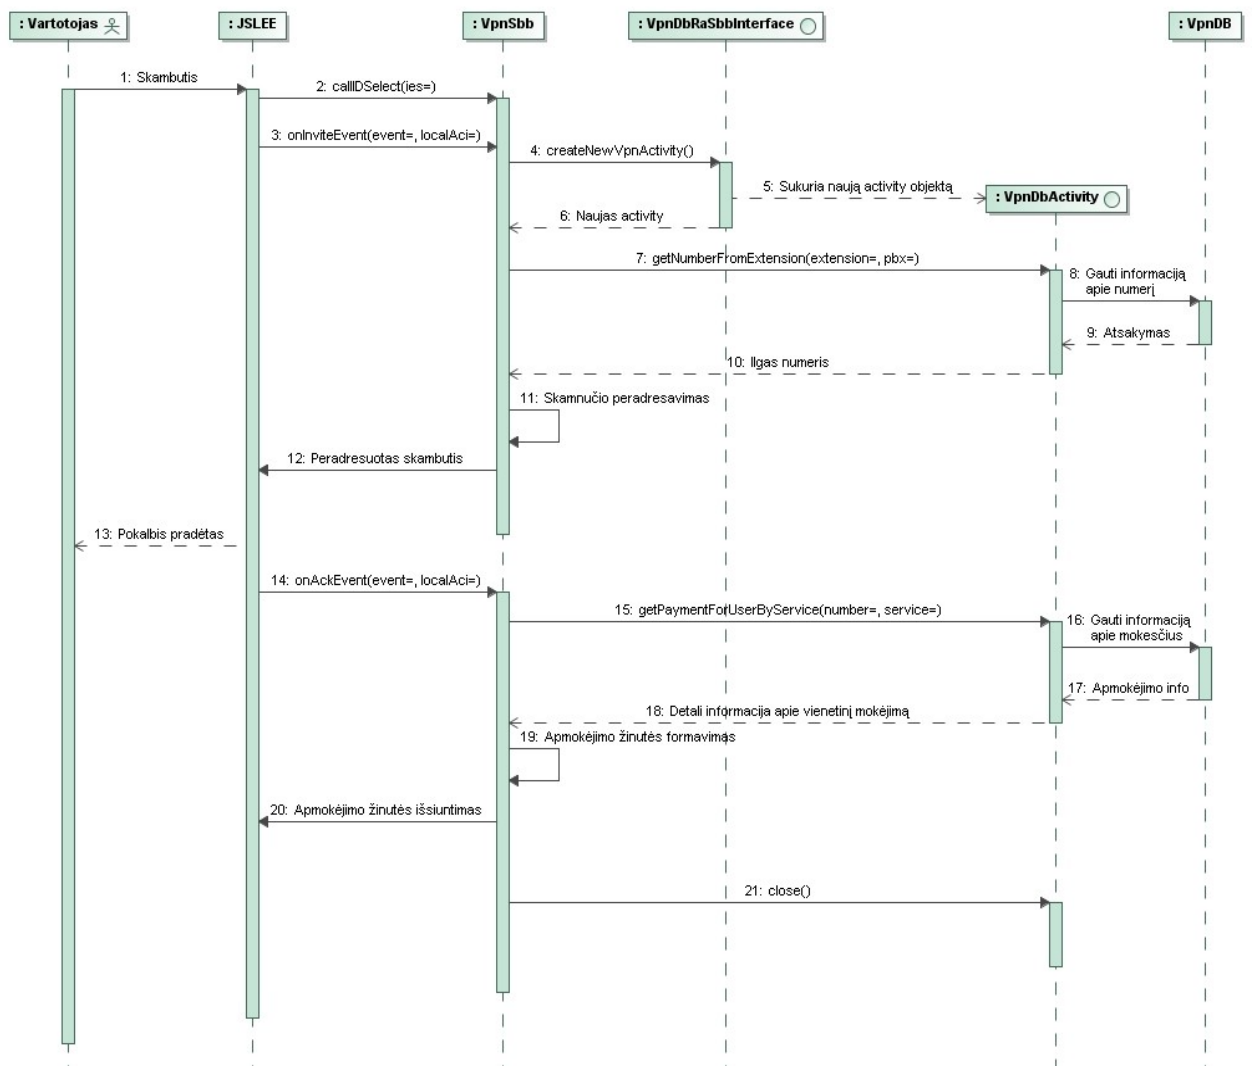 : Vartotojas
: JSLEE
: VpnSbb
: VpnDbRaSbbInterface
: VpnDB
1: Skambutis
2: callIDSelect(ies=)
3: onInviteEvent(event=, localAci=)
4: createNewVpnActivity()
5: Sukuria naują activity objektą
: VpnDbActivity
6: Naujas activity
7: getNumberFromExtension(extension=, pbx=)
8: Gauti informaciją
apie numerį
9: Atsakymas
10: Ilgas numeris
11: Skamnučio peradresavimas
12: Peradresuotas skambutis
13: Pokalbis pradėtas
14: onAckEvent(event=, localAci=)
15: getPaymentForUserByService(number=, service=)
16: Gauti informaciją
apie mokesčius
17: Apmokėjimo info
18: Detali informacija apie vienetinį mokėjimą
19: Apmokėjimo žinutės formavimas
20: Apmokėjimo žinutės išsiuntimas
21: close()